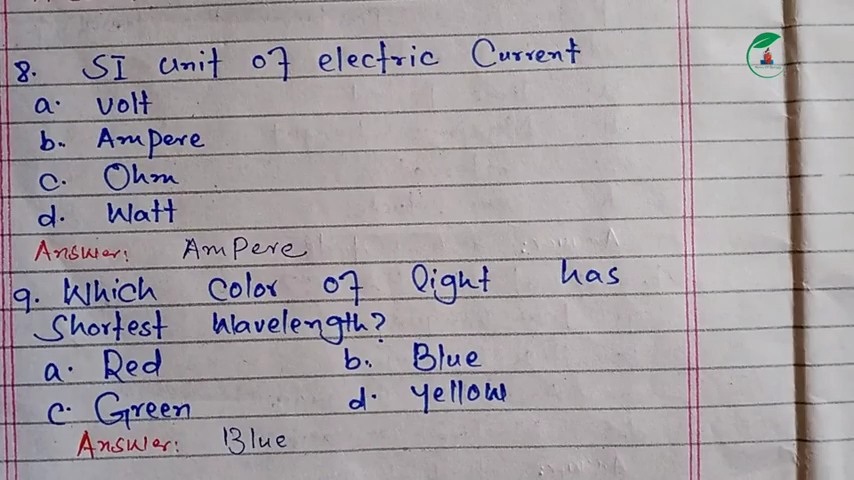 8. SI unit of electric Current
a. volt
b. Ampere
c. Ohm
d. Watt
Answer: Ampere
9. Which color of light has
Shortest Wavelength?
a. Red b. Blue
c. Green d. yellow
Answer: Blue